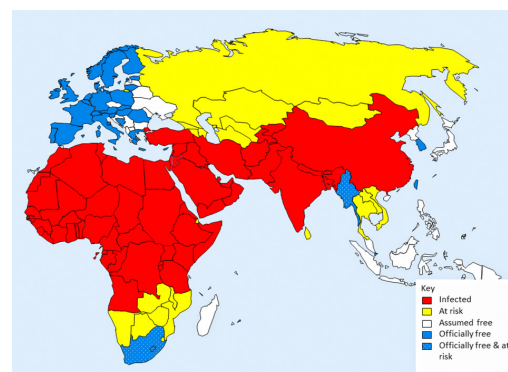 Key
Infected
At risk
Assumed free
Officially free
Officially free & at
risk